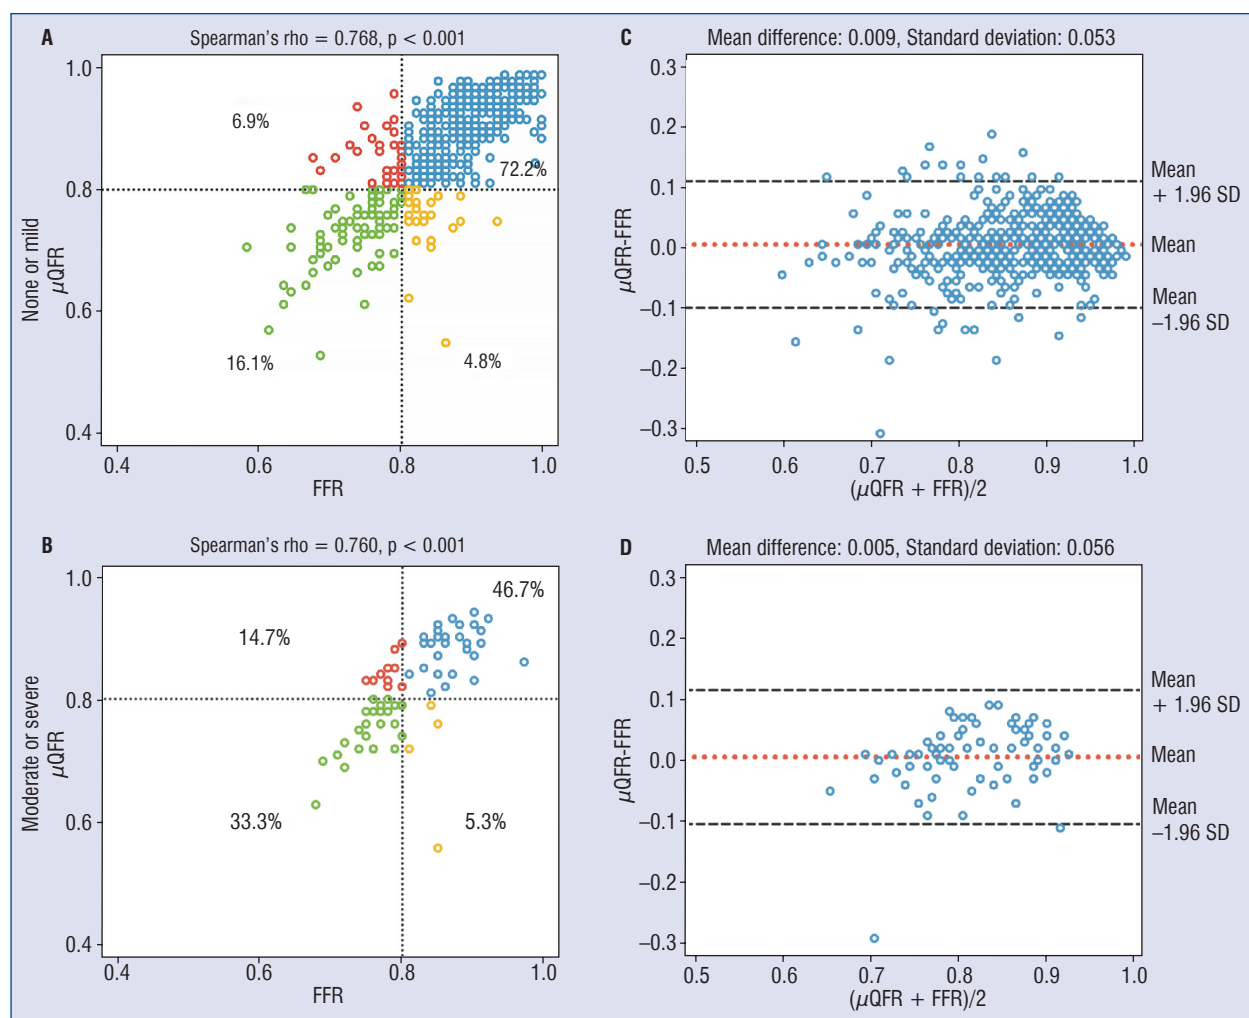 A
Spearman's rho = 0.768, p < 0.001
None or mild
μQFR
1.0
0.8
0.6
0.4
6.9%
72.2%
16.1%
4.8%
0.4
0.6
0.8
1.0
FFR
C
Mean difference: 0.009, Standard deviation: 0.053
μQFR-FFR
0.3
0.2
0.1
0.0
–0.1
–0.2
–0.3
Mean
+ 1.96 SD
Mean
Mean
–1.96 SD
0.5
0.6
0.7
0.8
0.9
1.0
(μQFR + FFR)/2
B
Spearman's rho = 0.760, p < 0.001
Moderate or severe
μQFR
1.0
0.8
0.6
0.4
46.7%
14.7%
33.3%
5.3%
0.4
0.6
0.8
1.0
FFR
D
Mean difference: 0.005, Standard deviation: 0.056
μQFR-FFR
0.3
0.2
0.1
0.0
–0.1
–0.2
–0.3
Mean
+ 1.96 SD
Mean
Mean
–1.96 SD
0.5
0.6
0.7
0.8
0.9
1.0
(μQFR + FFR)/2